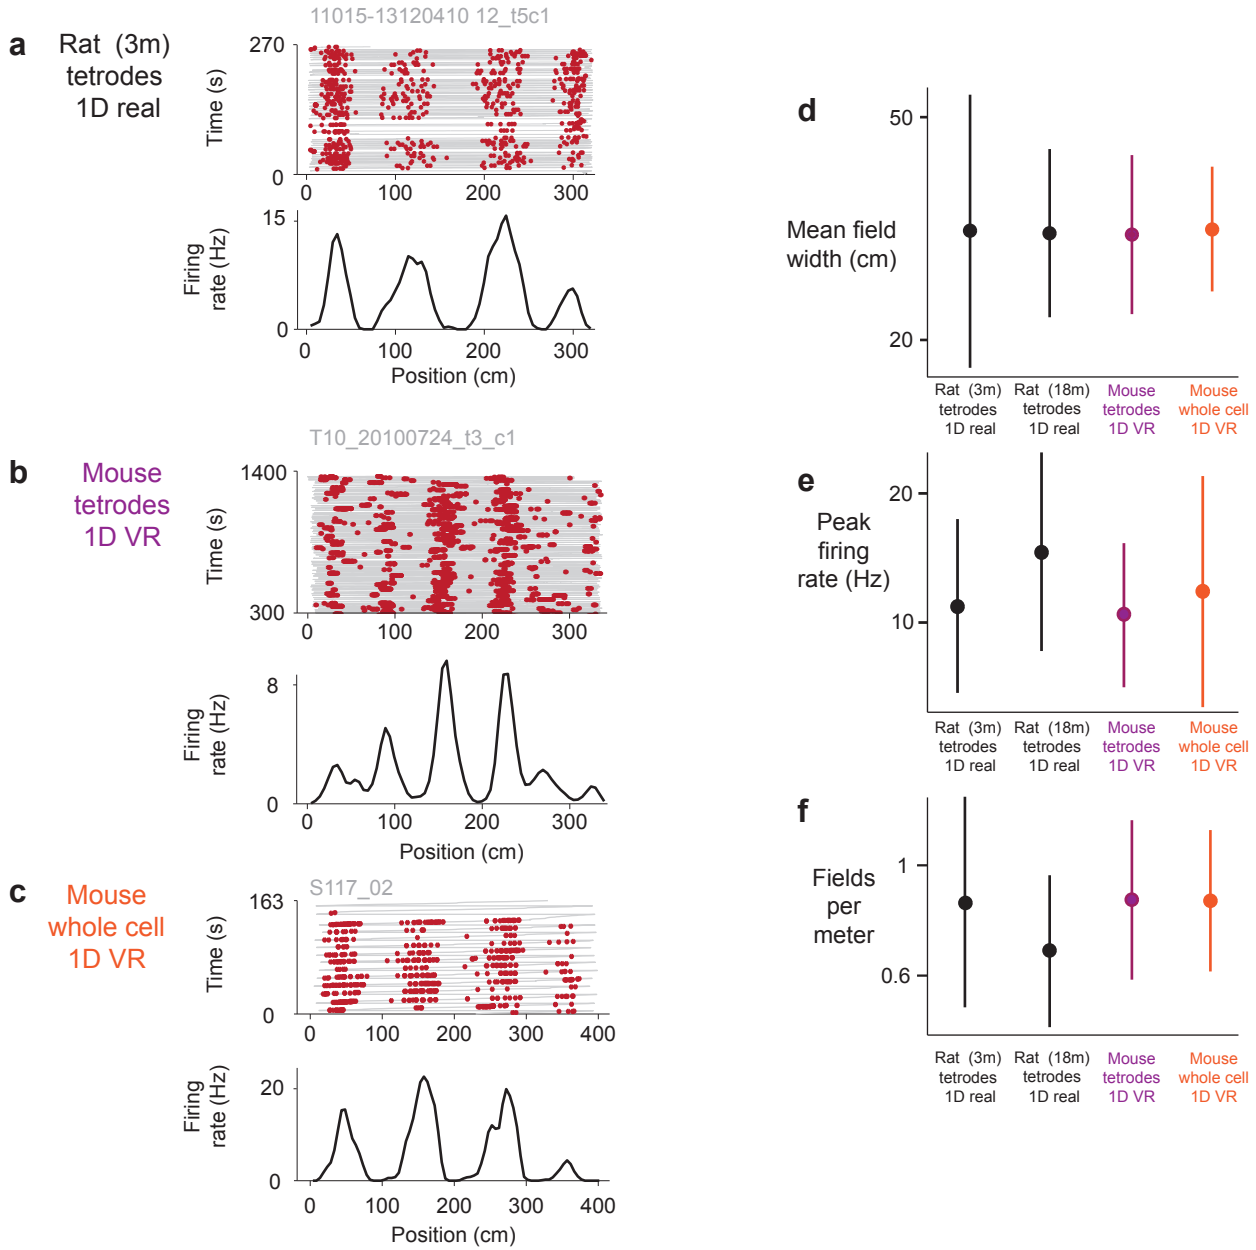 a
Rat (3m)
tetrodes
1D real
11015-13120410 12_t5c1
270
Time (s)
0
0 100 200 300
15
Firing
rate (Hz)
0
0 100 200 300
Position (cm)
b
Mouse
tetrodes
1D VR
T10_20100724_t3_c1
1400
Time (s)
300
0 100 200 300
8
Firing
rate (Hz)
0
0 100 200 300
Position (cm)
c
Mouse
whole cell
1D VR
S117_02
163
Time (s)
0
0 100 200 300 400
20
Firing
rate (Hz)
0
0 100 200 300 400
Position (cm)
d
50
Mean field
width (cm)
20
Rat (3m) Rat (18m) Mouse Mouse
tetrodes tetrodes tetrodes whole cell
1D real 1D real 1D VR 1D VR
e
20
Peak
firing
rate (Hz)
10
Rat (3m) Rat (18m) Mouse Mouse
tetrodes tetrodes tetrodes whole cell
1D real 1D real 1D VR 1D VR
f
1
Fields
per
meter
0.6
Rat (3m) Rat (18m) Mouse Mouse
tetrodes tetrodes tetrodes whole cell
1D real 1D real 1D VR 1D VR